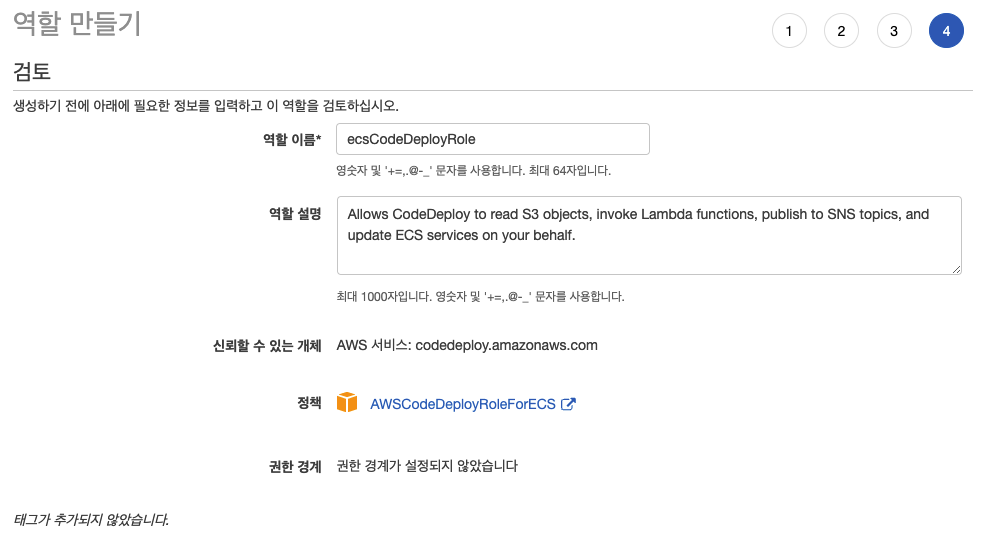 역할 만들기
1 2 3 4
검토
생성하기 전에 아래에 필요한 정보를 입력하고 이 역할을 검토하십시오.
역할 이름* ecsCodeDeployRole
영숫자 및 '+=,.@-_' 문자를 사용합니다. 최대 64자입니다.
역할 설명 Allows CodeDeploy to read S3 objects, invoke Lambda functions, publish to SNS topics, and
update ECS services on your behalf.
최대 1000자입니다. 영숫자 및 '+=,.@-_' 문자를 사용합니다.
신뢰할 수 있는 개체 AWS 서비스: codedeploy.amazonaws.com
정책 AWSCodeDeployRoleForECS
권한 경계 권한 경계가 설정되지 않았습니다
태그가 추가되지 않았습니다.